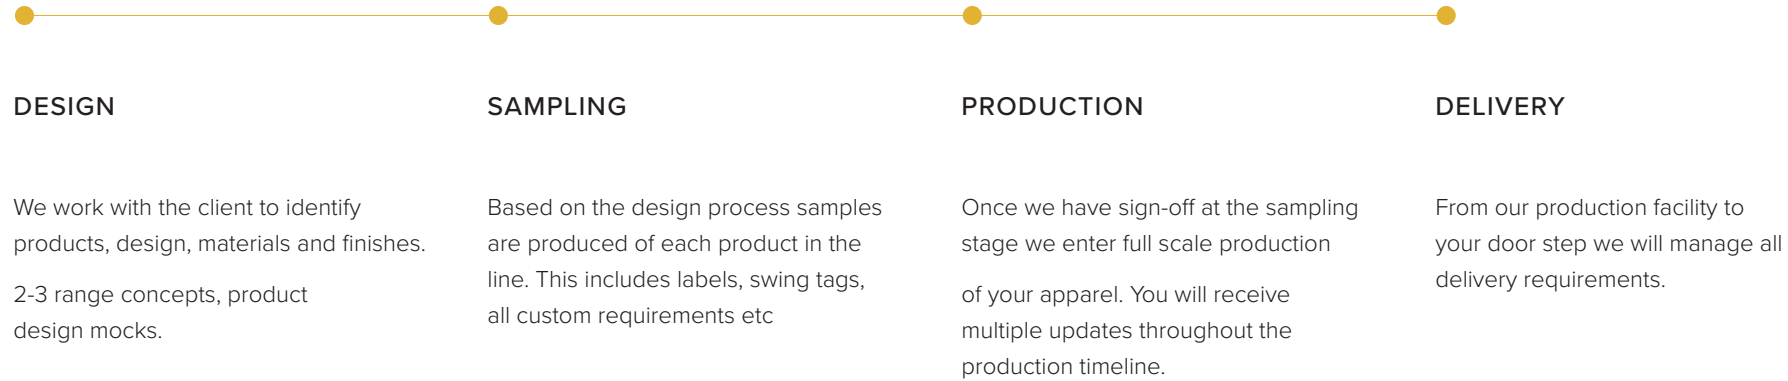 DESIGN
We work with the client to identify
products, design, materials and finishes.
2-3 range concepts, product
design mocks.
SAMPLING
Based on the design process samples
are produced of each product in the
line. This includes labels, swing tags,
all custom requirements etc
PRODUCTION
Once we have sign-off at the sampling
stage we enter full scale production
of your apparel. You will receive
multiple updates throughout the
production timeline.
DELIVERY
From our production facility to
your door step we will manage all
delivery requirements.